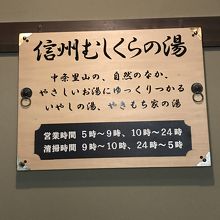 信州むしくらの湯
中条里山の、自然のなか、
やさしいお湯にゆっくりつかる
いやしの湯、やきもち家の湯
営業時間 5時～9時、10時～24時
清掃時間 9時～10時、24時～5時